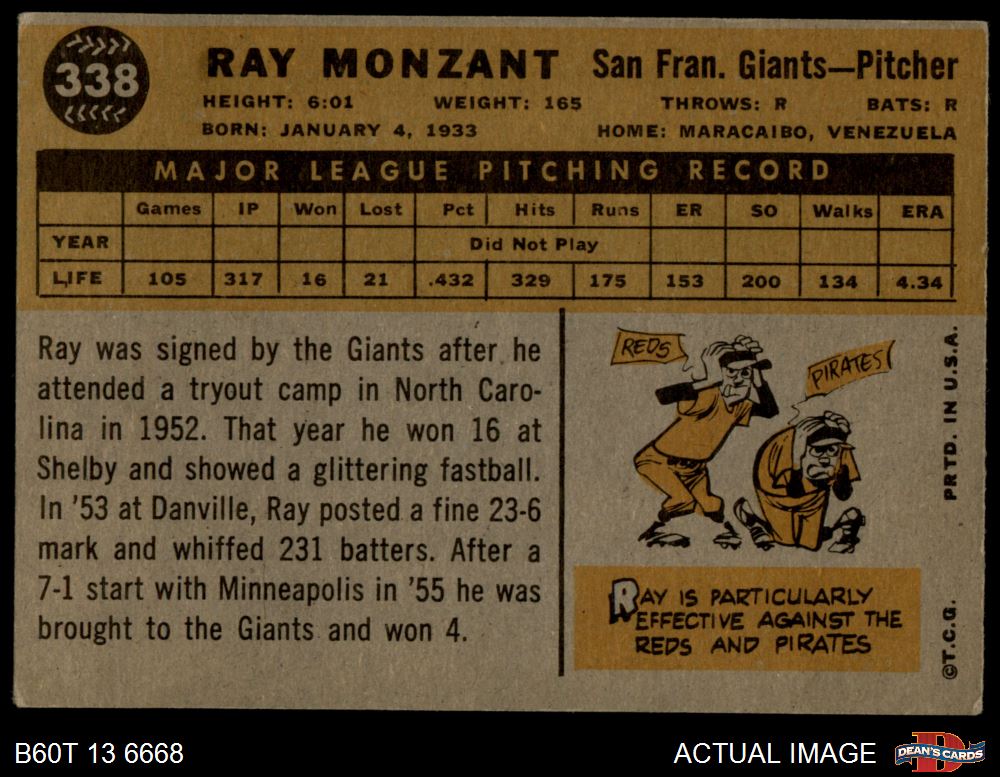 338
RAY MONZANT San Fran. Giants—Pitcher
HEIGHT: 6:01 WEIGHT: 165 THROWS: R BATS: R
BORN: JANUARY 4, 1933 HOME: MARACAIBO, VENEZUELA
MAJOR LEAGUE PITCHING RECORD
Games IP Won Lost Pct Hits Runs ER SO Walks ERA
YEAR Did Not Play
LIFE 105 317 16 21 .432 329 175 153 200 134 4.34
Ray was signed by the Giants after he
attended a tryout camp in North Caro-
lina in 1952. That year he won 16 at
Shelby and showed a glittering fastball.
In '53 at Danville, Ray posted a fine 23-6
mark and whiffed 231 batters. After a
7-1 start with Minneapolis in '55 he was
brought to the Giants and won 4.
REDS
PIRATES
RAY IS PARTICULARLY
EFFECTIVE AGAINST THE
REDS AND PIRATES
©T.C.G. PRTD. IN U.S.A.
B60T 13 6668 ACTUAL IMAGE
DEAN'S CARDS